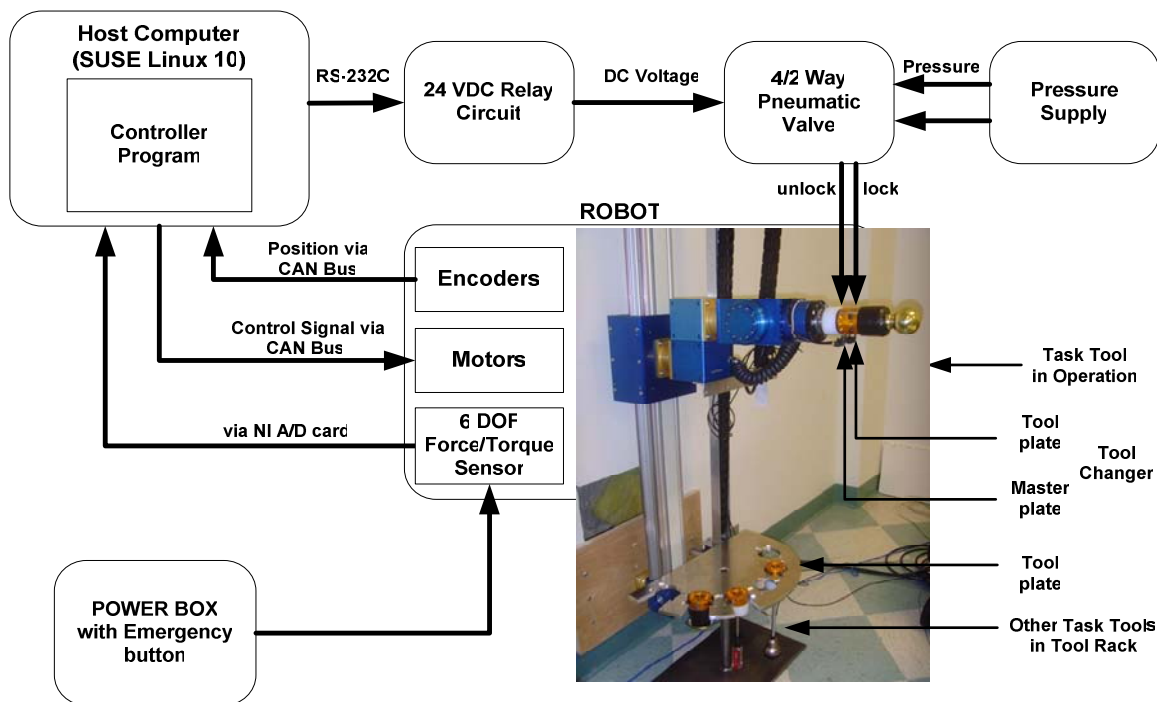 Host Computer
(SUSE Linux 10)
Controller
Program
RS-232C
24 VDC Relay
Circuit
DC Voltage
4/2 Way
Pneumatic
Valve
Pressure
Pressure
Supply
unlock
lock
ROBOT
Position via
CAN Bus
Encoders
Control Signal via
CAN Bus
Motors
via NI A/D card
6 DOF
Force/Torque
Sensor
Task Tool
in Operation
Tool
plate
Tool
Changer
Master
plate
Tool
plate
Other Task Tools
in Tool Rack
POWER BOX
with Emergency
button